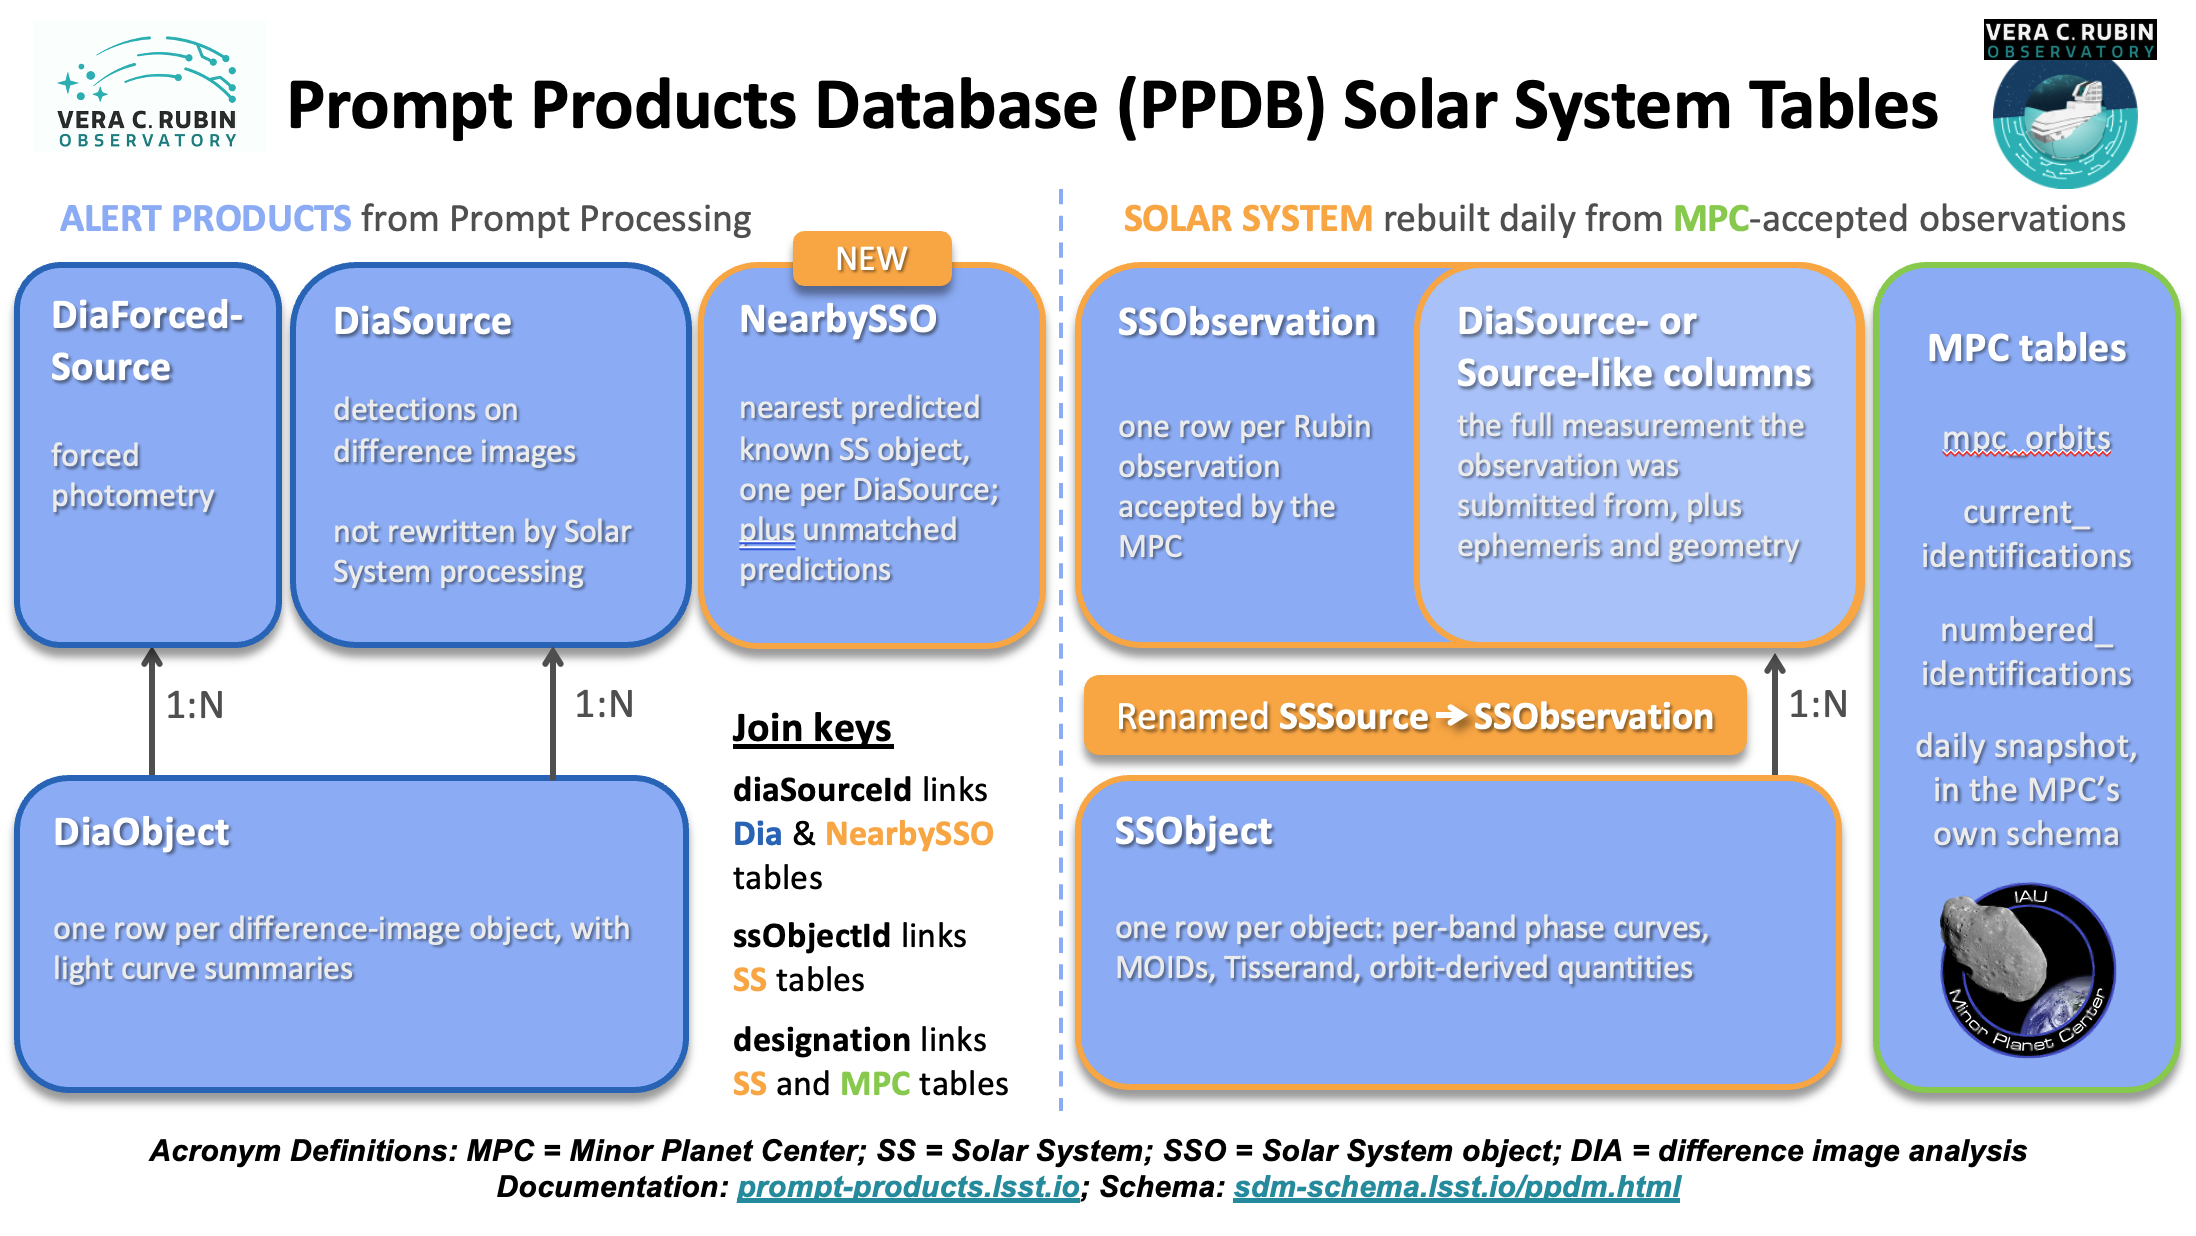 VERA C. RUBIN
OBSERVATORY
Prompt Products Database (PPDB) Solar System Tables
VERA C. RUBIN
OBSERVATORY
ALERT PRODUCTS from Prompt Processing
DiaForced-
Source
forced
photometry
DiaSource
detections on
difference images
not rewritten by Solar
System processing
NEW
NearbySSO
nearest predicted
known SS object,
one per DiaSource;
plus unmatched
predictions
1:N
1:N
DiaObject
one row per difference-image object, with
light curve summaries
Join keys
diaSourceId links
Dia & NearbySSO
tables
ssObjectId links
SS tables
designation links
SS and MPC tables
SOLAR SYSTEM rebuilt daily from MPC-accepted observations
SSObservation
one row per Rubin
observation
accepted by the
MPC
DiaSource- or
Source-like columns
the full measurement the
observation was
submitted from, plus
ephemeris and geometry
Renamed SSSource → SSObservation
1:N
SSObject
one row per object: per-band phase curves,
MOIDs, Tisserand, orbit-derived quantities
MPC tables
mpc_orbits
current_
identifications
numbered_
identifications
daily snapshot,
in the MPC’s
own schema
IAU
Minor Planet Center
Acronym Definitions: MPC = Minor Planet Center; SS = Solar System; SSO = Solar System object; DIA = difference image analysis
Documentation: prompt-products.lsst.io; Schema: sdm-schema.lsst.io/ppdm.html